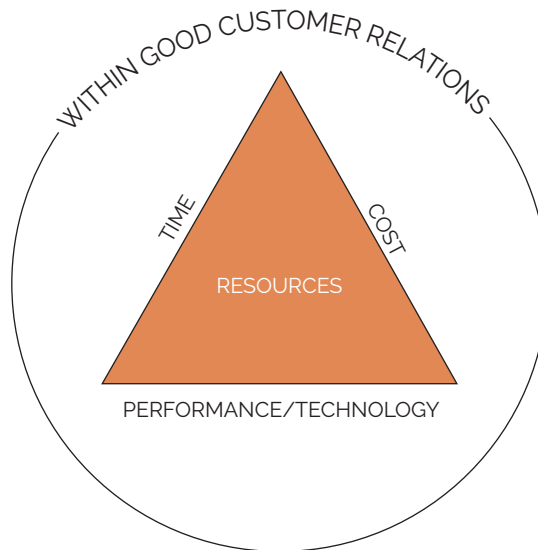 WITHIN GOOD CUSTOMER RELATIONS
TIME
COST
RESOURCES
PERFORMANCE/TECHNOLOGY